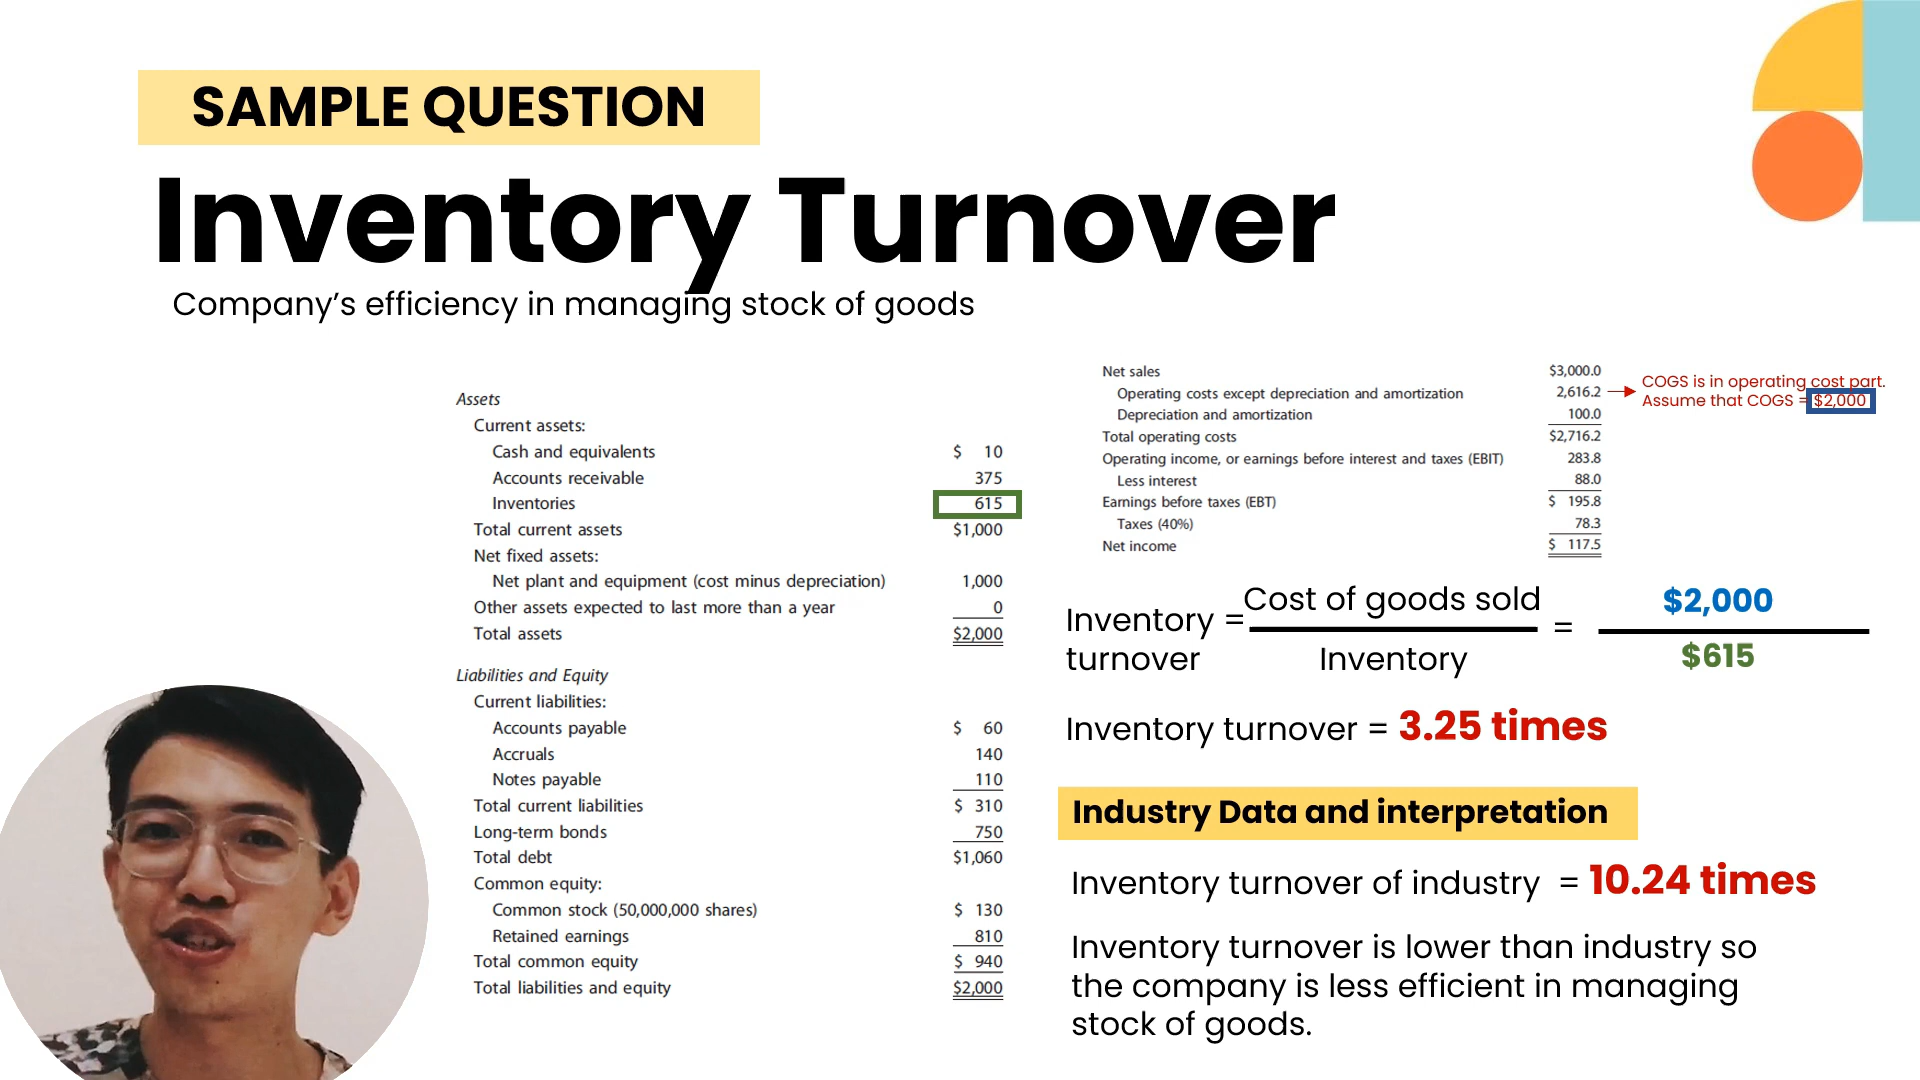 SAMPLE QUESTION
Inventory Turnover
Company's efficiency in managing stock of goods
Assets
Current assets:
Cash and equivalents $ 10
Accounts receivable 375
Inventories 615
Total current assets $1,000
Net fixed assets:
Net plant and equipment (cost minus depreciation) 1,000
Other assets expected to last more than a year 0
Total assets $2,000
Liabilities and Equity
Current liabilities:
Accounts payable $ 60
Accruals 140
Notes payable 110
Total current liabilities $ 310
Long-term bonds 750
Total debt $1,060
Common equity:
Common stock (50,000,000 shares) $ 130
Retained earnings 810
Total common equity $ 940
Total liabilities and equity $2,000
Net sales $3,000.0
Operating costs except depreciation and amortization 2,616.2
Depreciation and amortization 100.0
Total operating costs $2,716.2
Operating income, or earnings before interest and taxes (EBIT) 283.8
Less interest 88.0
Earnings before taxes (EBT) $ 195.8
Taxes (40%) 78.3
Net income $ 117.5
COGS is in operating cost part.
Assume that COGS = $2,000
Cost of goods sold $2,000
Inventory = =
turnover Inventory $615
Inventory turnover = 3.25 times
Industry Data and interpretation
Inventory turnover of industry = 10.24 times
Inventory turnover is lower than industry so
the company is less efficient in managing
stock of goods.